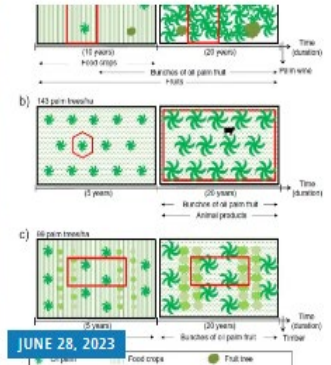 (10 years) (20 years) Time
(duration)
Food crops Palm wine
Bunches of oil palm fruit
Fruits
b) 143 palm trees/ha
(5 years) (20 years) Time
(duration)
Bunches of oil palm fruit
Animal products
c) 99 palm trees/ha
(5 years) (20 years) Time
(duration)
Bunches of oil palm fruit Timber
JUNE 28, 2023
Oil palm Food crops Fruit tree